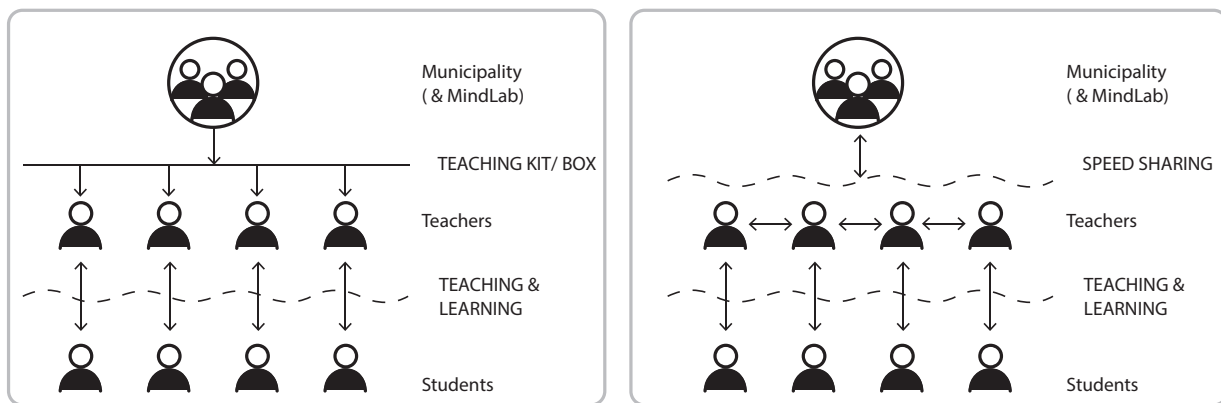 Municipality
( & MindLab)
TEACHING KIT/ BOX
Teachers
TEACHING &
LEARNING
Students
Municipality
( & MindLab)
SPEED SHARING
Teachers
TEACHING &
LEARNING
Students